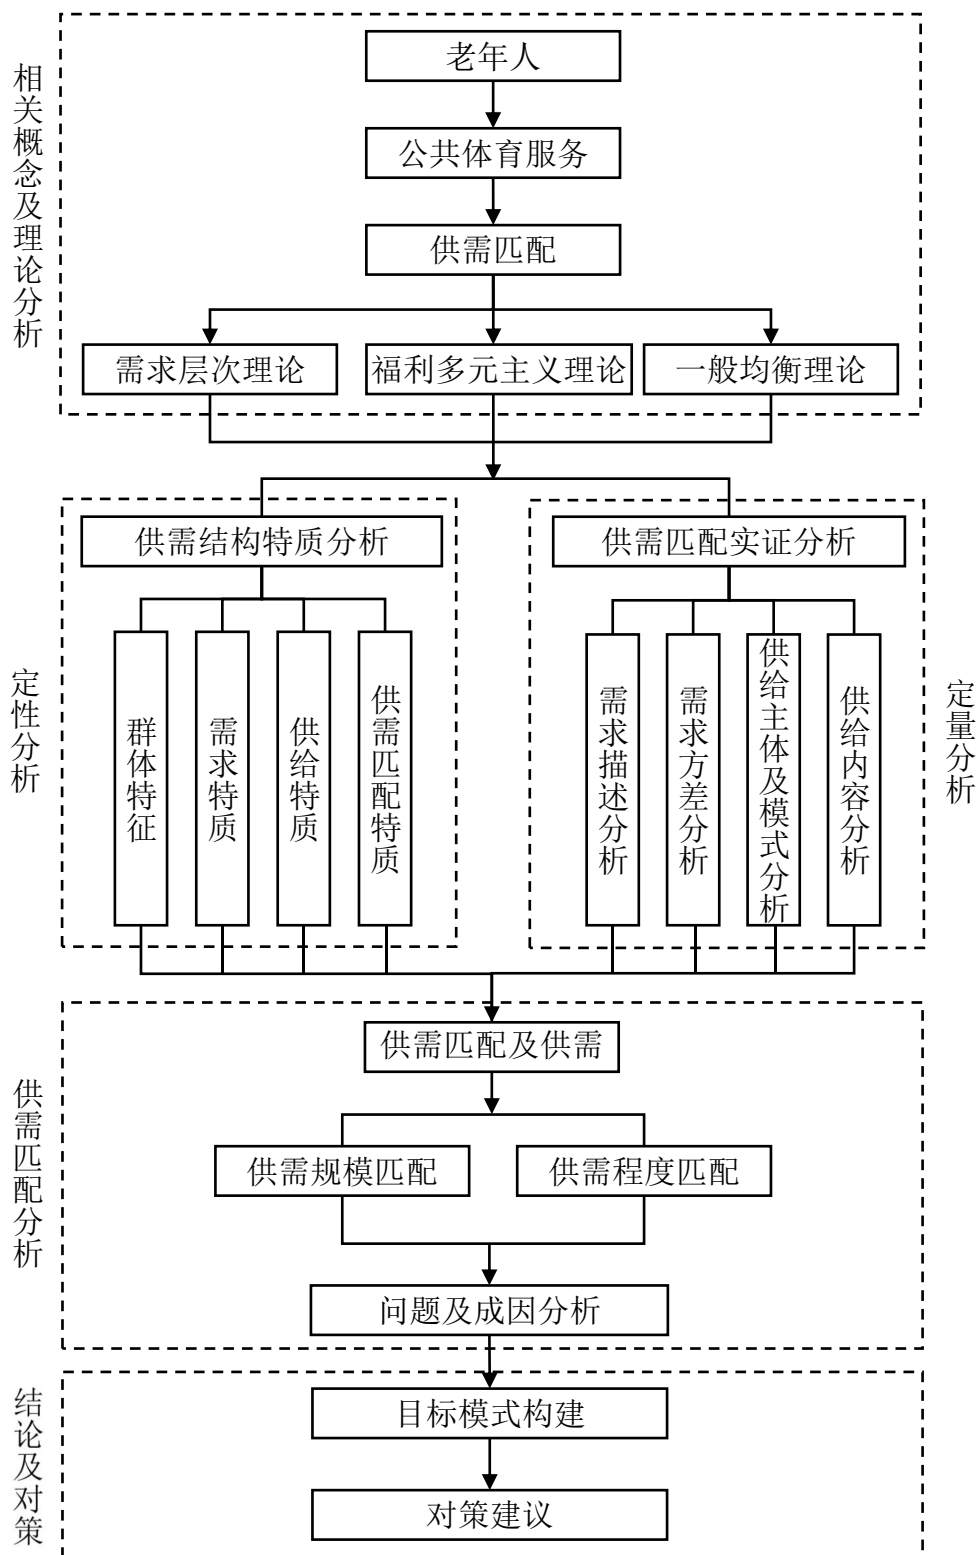 相关概念及理论分析
老年人
公共体育服务
供需匹配
需求层次理论
福利多元主义理论
一般均衡理论
定性分析
供需结构特质分析
群体特征
需求特质
供给特质
供需匹配特质
供需匹配实证分析
需求描述分析
需求方差分析
供给主体及模式分析
供给内容分析
定量分析
供需匹配分析
供需匹配及供需
供需规模匹配
供需程度匹配
问题及成因分析
结论及对策
目标模式构建
对策建议